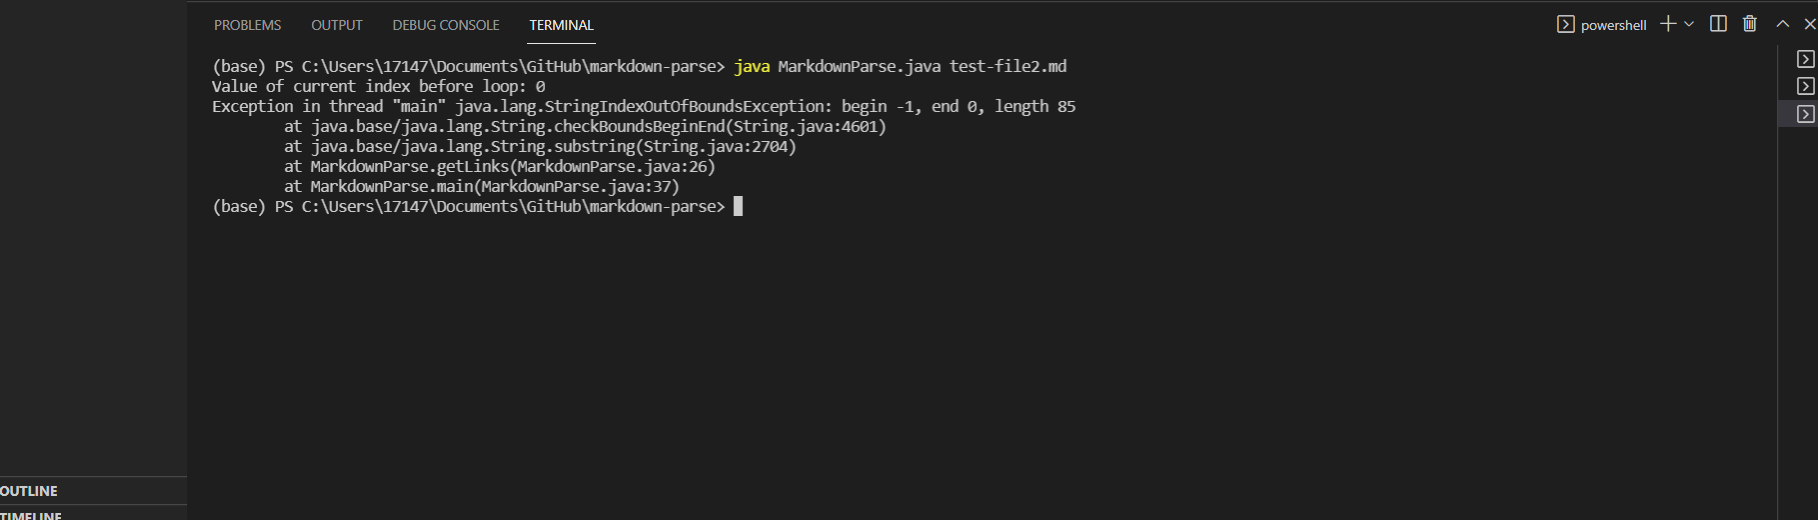 PROBLEMS OUTPUT DEBUG CONSOLE TERMINAL powershell
(base) PS C:\Users\17147\Documents\GitHub\markdown-parse> java MarkdownParse.java test-file2.md
Value of current index before loop: 0
Exception in thread "main" java.lang.StringIndexOutOfBoundsException: begin -1, end 0, length 85
at java.base/java.lang.String.checkBoundsBeginEnd(String.java:4601)
at java.base/java.lang.String.substring(String.java:2704)
at MarkdownParse.getLinks(MarkdownParse.java:26)
at MarkdownParse.main(MarkdownParse.java:37)
(base) PS C:\Users\17147\Documents\GitHub\markdown-parse>
OUTLINE
TIMELINE